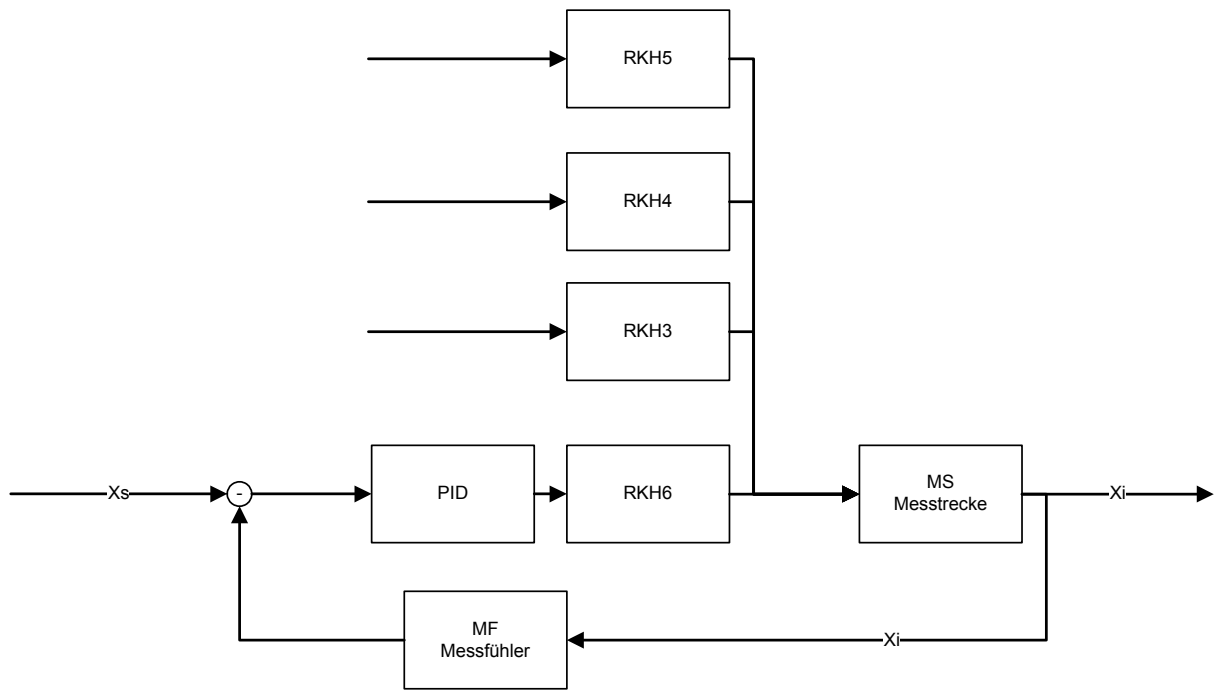 RKH5
RKH4
RKH3
Xs
-
PID
RKH6
MS
Messtrecke
Xi
MF
Messfühler
Xi